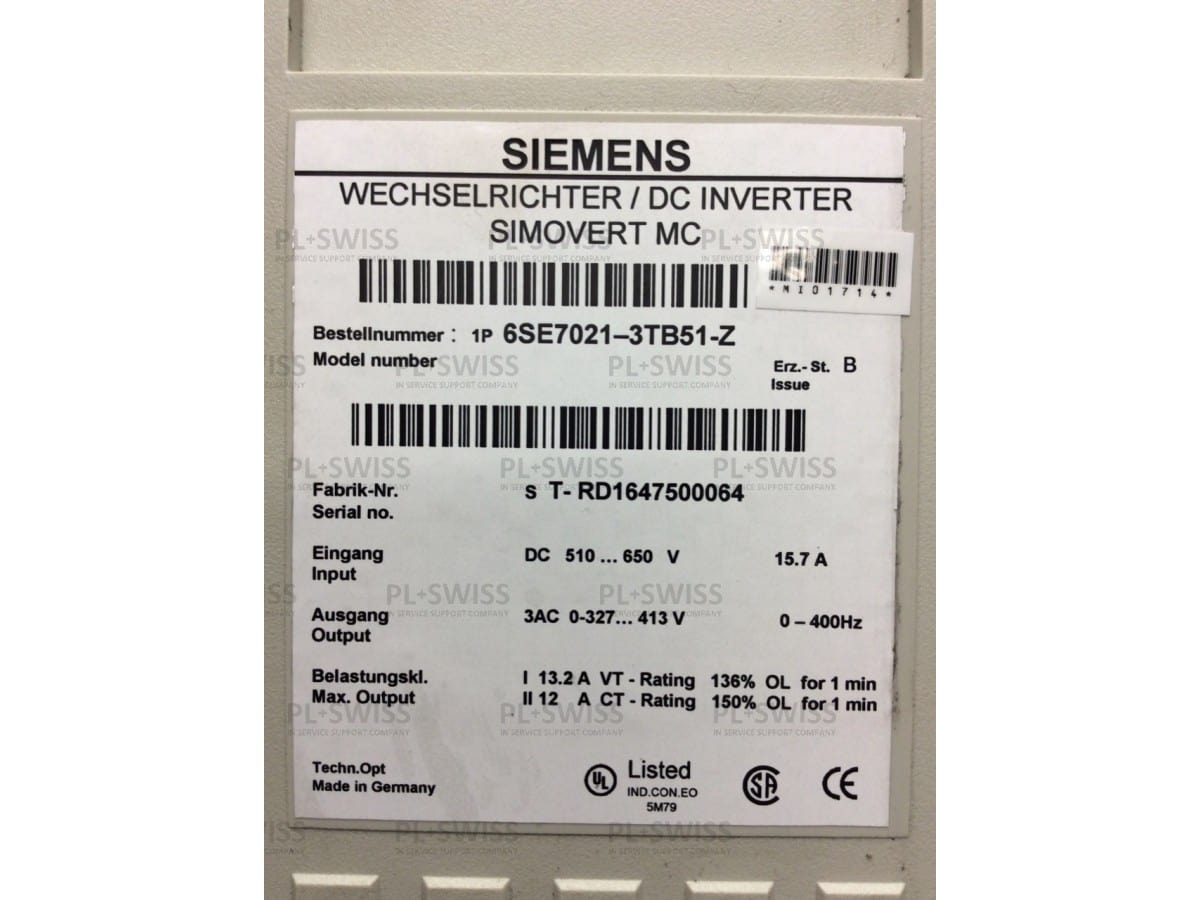 SIEMENS
WECHSELRICHTER / DC INVERTER
SIMOVERT MC
*MI01714*
Bestellnummer : 1P 6SE7021–3TB51-Z
Model number
Erz.- St. B
Issue
Fabrik-Nr. S T- RD1647500064
Serial no.
Eingang DC 510 ... 650 V 15.7 A
Input
Ausgang 3AC 0-327... 413 V 0 – 400Hz
Output
Belastungskl. I 13.2 A VT - Rating 136% OL for 1 min
Max. Output II 12 A CT - Rating 150% OL for 1 min
Techn.Opt
Made in Germany
UL Listed
IND.CON.EO
5M79
SA
CE
PL+SWISS
IN SERVICE SUPPORT COMPANY